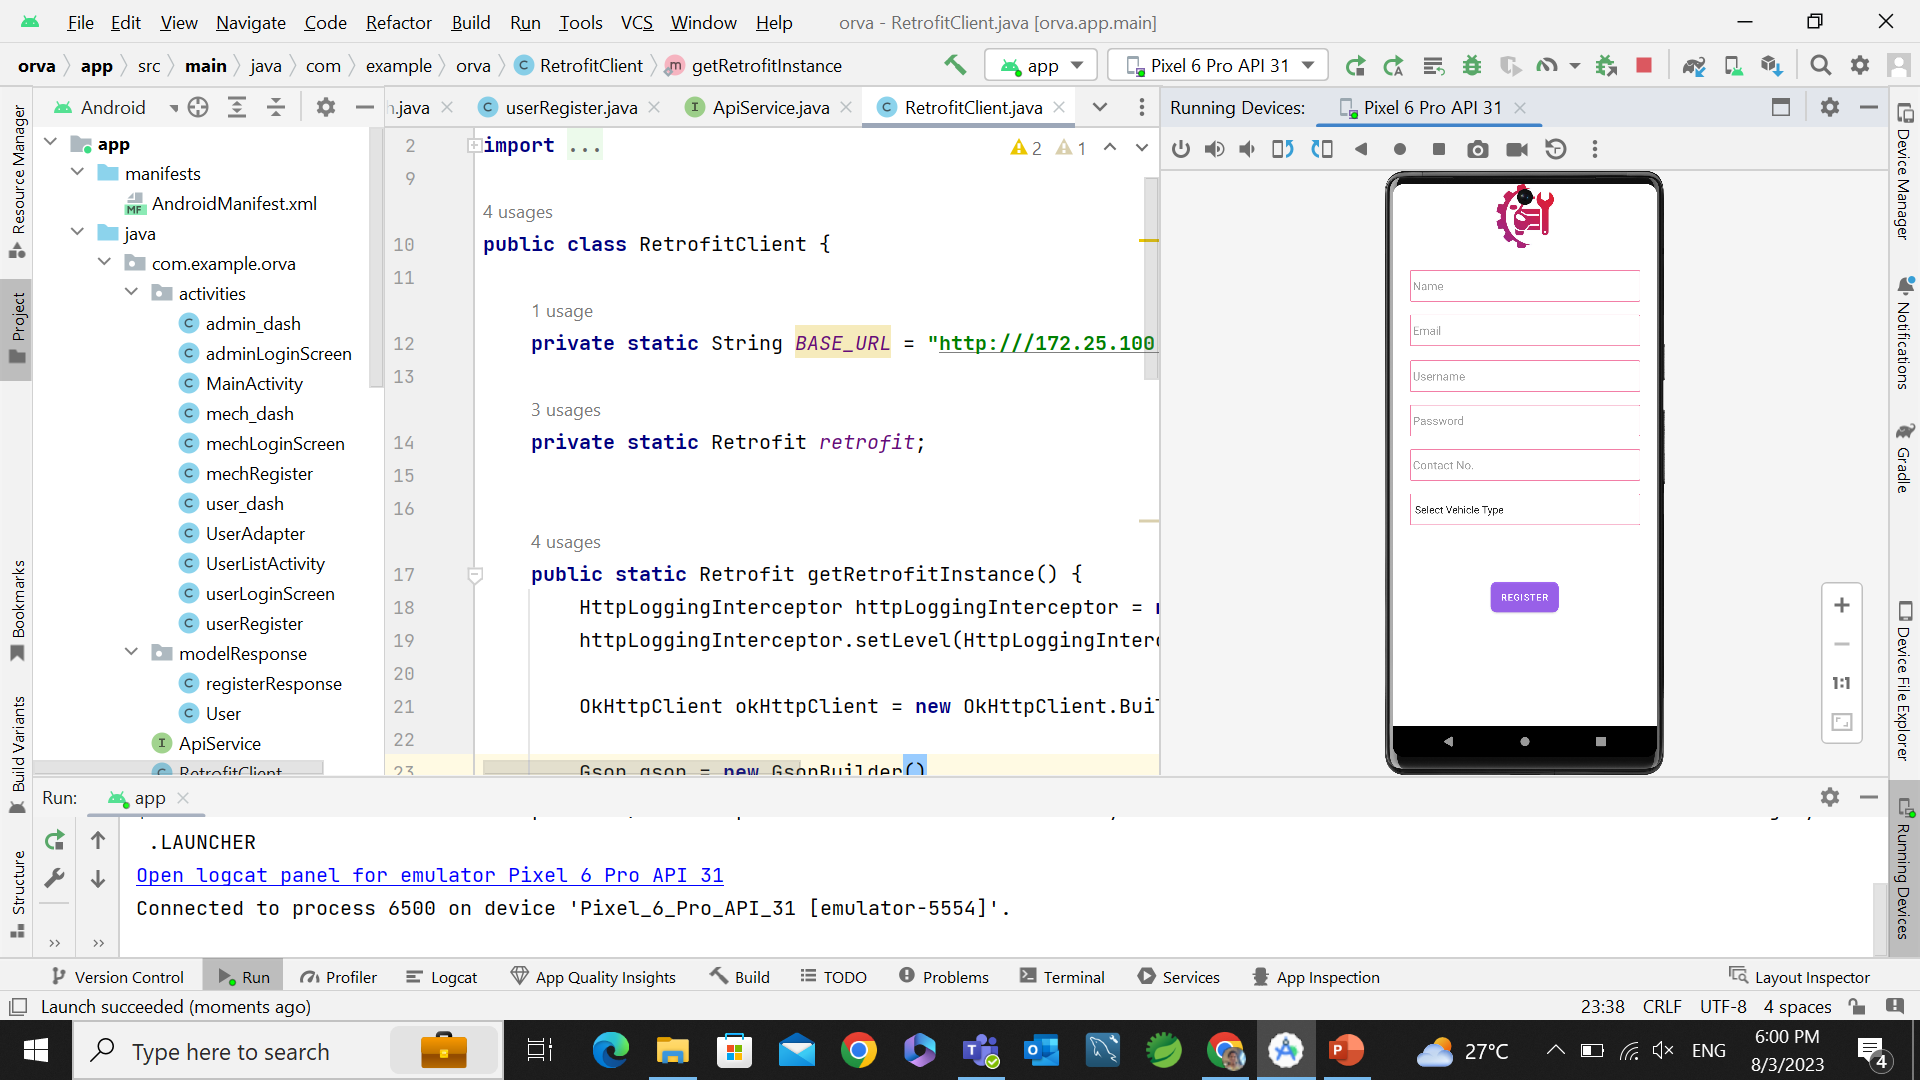 File Edit View Navigate Code Refactor Build Run Tools VCS Window Help orva - RetrofitClient.java [orva.app.main]
orva app src main java com example orva RetrofitClient getRetrofitInstance app Pixel 6 Pro API 31
Android .java userRegister.java ApiService.java RetrofitClient.java Running Devices: Pixel 6 Pro API 31
Resource Manager
Project
Bookmarks
Build Variants
Structure
app
manifests
AndroidManifest.xml
java
com.example.orva
activities
admin_dash
adminLoginScreen
MainActivity
mech_dash
mechLoginScreen
mechRegister
user_dash
UserAdapter
UserListActivity
userLoginScreen
userRegister
modelResponse
registerResponse
User
ApiService
RetrofitClient
2 import ...
2 1
9
4 usages
10 public class RetrofitClient {
11
1 usage
12 private static String BASE_URL = "http:///172.25.100
13
3 usages
14 private static Retrofit retrofit;
15
16
4 usages
17 public static Retrofit getRetrofitInstance() {
18 HttpLoggingInterceptor httpLoggingInterceptor =
19 httpLoggingInterceptor.setLevel(HttpLoggingInter
20
21 OkHttpClient okHttpClient = new OkHttpClient.Bui
22
23 Gson gson = new GsonBuilder()
Name
Email
Username
Password
Contact No.
Select Vehicle Type
REGISTER
1:1
Device Manager
Notifications
Gradle
Device File Explorer
Running Devices
Run: app
.LAUNCHER
Open logcat panel for emulator Pixel 6 Pro API 31
Connected to process 6500 on device 'Pixel_6_Pro_API_31 [emulator-5554]'.
Version Control Run Profiler Logcat App Quality Insights Build TODO Problems Terminal Services App Inspection Layout Inspector
Launch succeeded (moments ago) 23:38 CRLF UTF-8 4 spaces
Type here to search 27°C ENG 6:00 PM
8/3/2023 4